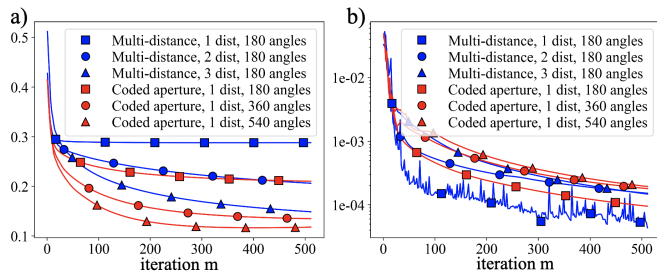 a)
0.5
0.4
0.3
0.2
0.1
Multi-distance, 1 dist, 180 angles
Multi-distance, 2 dist, 180 angles
Multi-distance, 3 dist, 180 angles
Coded aperture, 1 dist, 180 angles
Coded aperture, 1 dist, 360 angles
Coded aperture, 1 dist, 540 angles
0 100 200 300 400 500
iteration m
b)
1e-02
1e-03
1e-04
Multi-distance, 1 dist, 180 angles
Multi-distance, 2 dist, 180 angles
Multi-distance, 3 dist, 180 angles
Coded aperture, 1 dist, 180 angles
Coded aperture, 1 dist, 360 angles
Coded aperture, 1 dist, 540 angles
0 100 200 300 400 500
iteration m